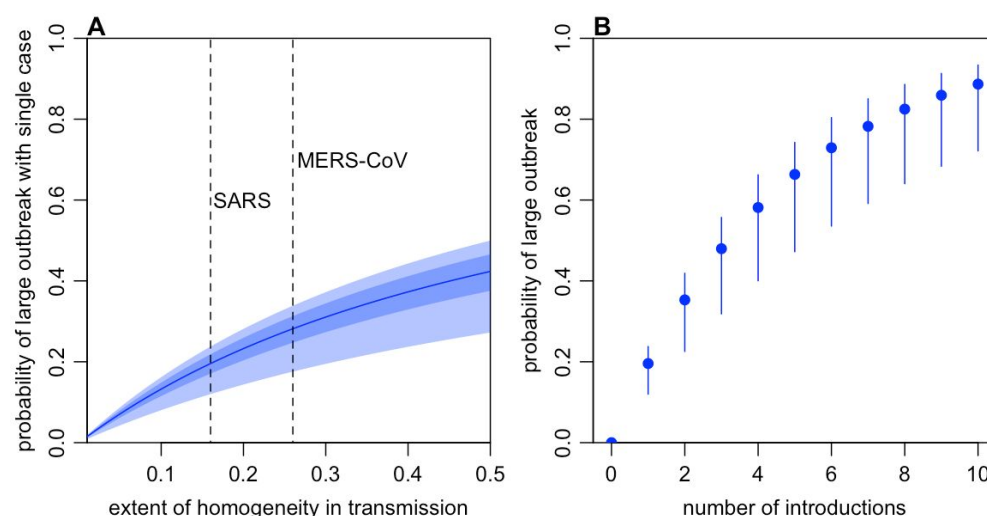 A
probability of large outbreak with single case
1.0
0.8
0.6
0.4
0.2
0.0
MERS-CoV
SARS
0.1
0.2
0.3
0.4
0.5
extent of homogeneity in transmission
B
probability of large outbreak
1.0
0.8
0.6
0.4
0.2
0.0
0
2
4
6
8
10
number of introductions